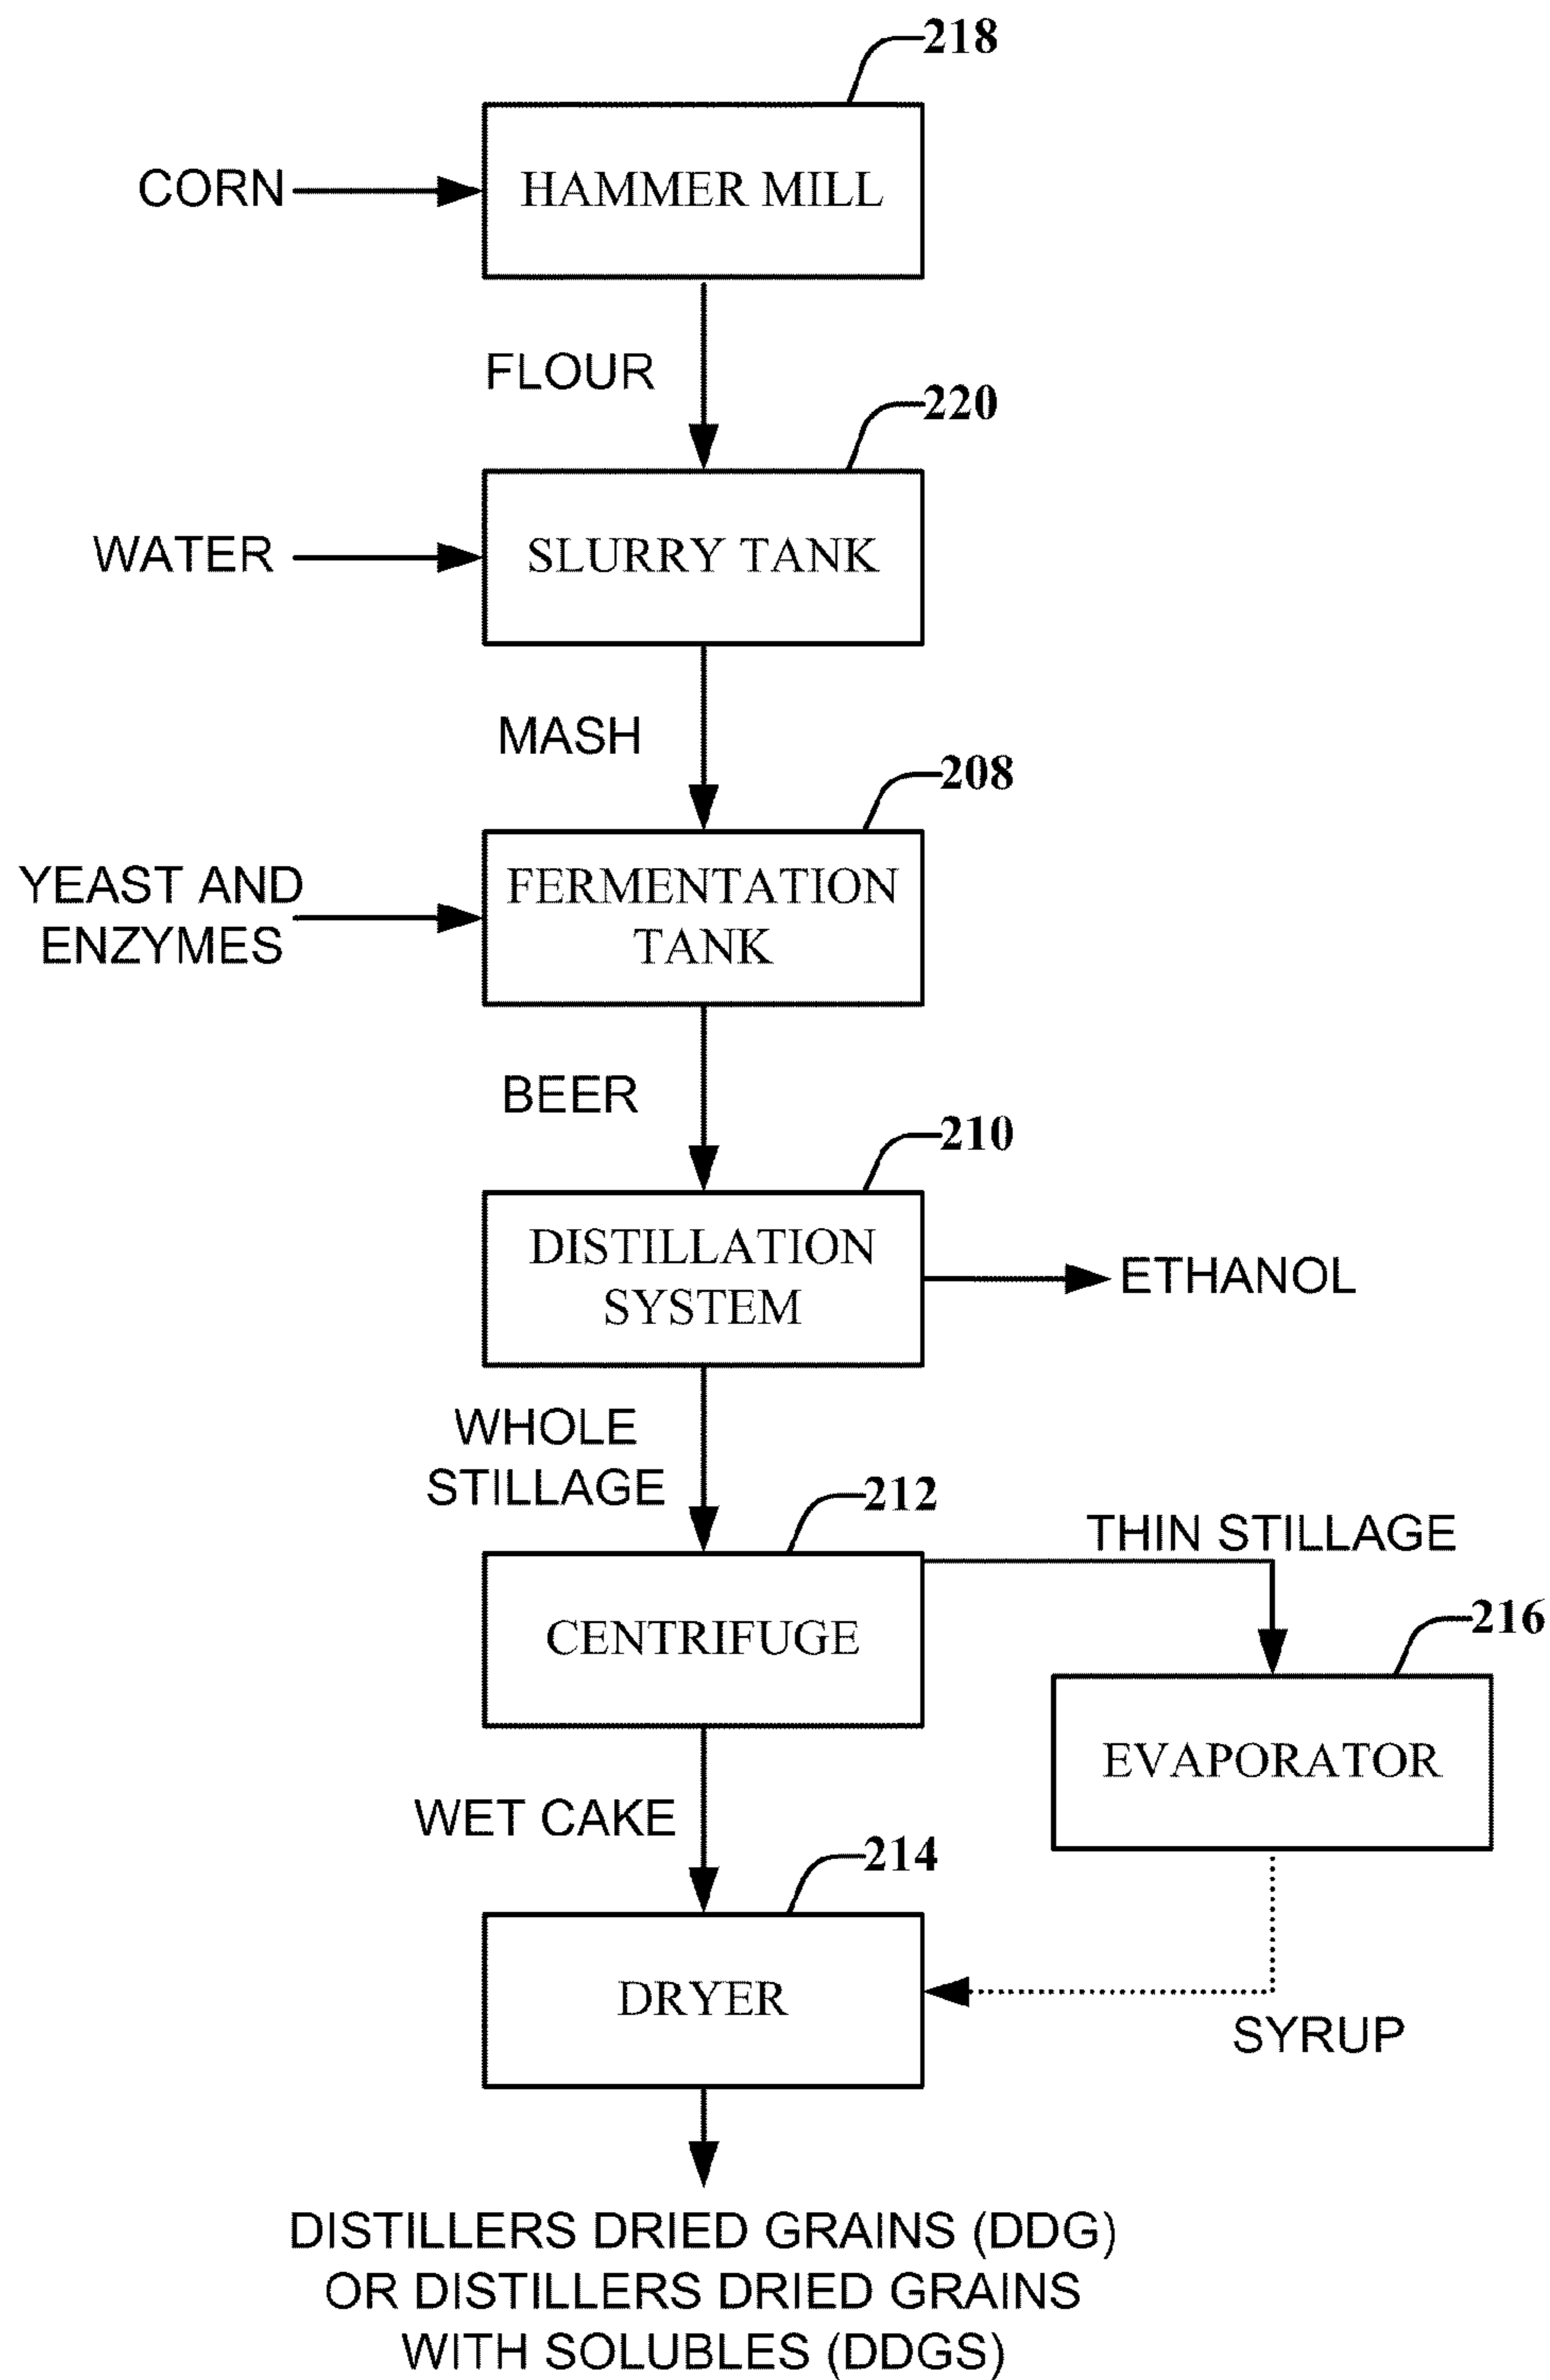 218
CORN
HAMMER MILL
FLOUR
220
WATER
SLURRY TANK
MASH
208
YEAST AND
ENZYMES
FERMENTATION
TANK
BEER
210
DISTILLATION
SYSTEM
ETHANOL
WHOLE
STILLAGE
212
THIN STILLAGE
CENTRIFUGE
216
EVAPORATOR
WET CAKE
214
DRYER
SYRUP
DISTILLERS DRIED GRAINS (DDG)
OR DISTILLERS DRIED GRAINS
WITH SOLUBLES (DDGS)